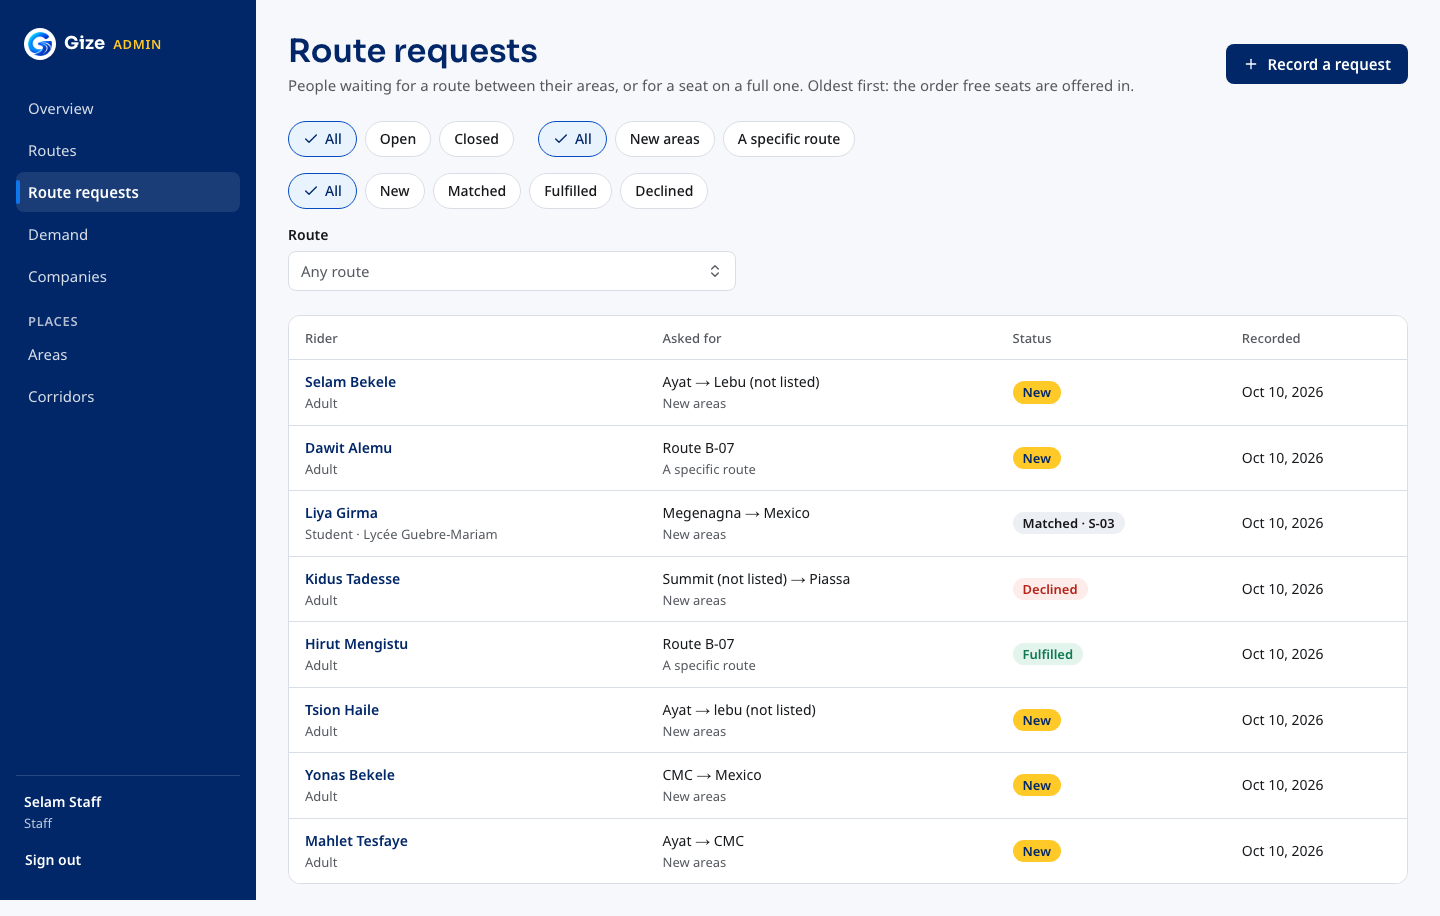 Gize ADMIN
Overview
Routes
Route requests
Demand
Companies
PLACES
Areas
Corridors
Selam Staff
Staff
Sign out
Route requests
People waiting for a route between their areas, or for a seat on a full one. Oldest first: the order free seats are offered in.
+ Record a request
All Open Closed All New areas A specific route
All New Matched Fulfilled Declined
Route
Any route
Rider Asked for Status Recorded
Selam Bekele Ayat → Lebu (not listed) New Oct 10, 2026
Adult New areas
Dawit Alemu Route B-07 New Oct 10, 2026
Adult A specific route
Liya Girma Megenagna → Mexico Matched · S-03 Oct 10, 2026
Student · Lycée Guebre-Mariam New areas
Kidus Tadesse Summit (not listed) → Piassa Declined Oct 10, 2026
Adult New areas
Hirut Mengistu Route B-07 Fulfilled Oct 10, 2026
Adult A specific route
Tsion Haile Ayat → lebu (not listed) New Oct 10, 2026
Adult New areas
Yonas Bekele CMC → Mexico New Oct 10, 2026
Adult New areas
Mahlet Tesfaye Ayat → CMC New Oct 10, 2026
Adult New areas